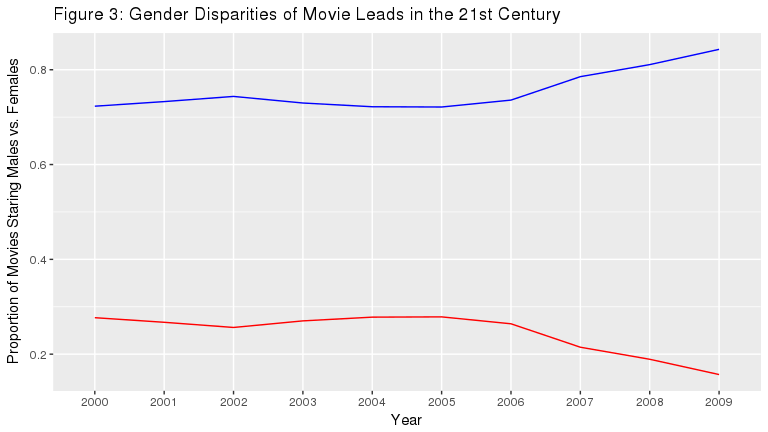 Figure 3: Gender Disparities of Movie Leads in the 21st Century
Proportion of Movies Staring Males vs. Females
0.8
0.6
0.4
0.2
2000 2001 2002 2003 2004 2005 2006 2007 2008 2009
Year